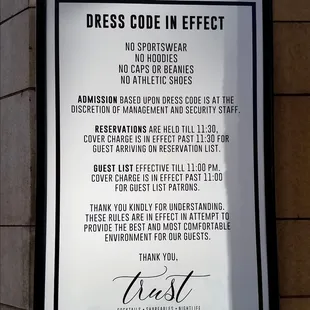 DRESS CODE IN EFFECT
NO SPORTSWEAR
NO HOODIES
NO CAPS OR BEANIES
NO ATHLETIC SHOES
ADMISSION BASED UPON DRESS CODE IS AT THE
DISCRETION OF MANAGEMENT AND SECURITY STAFF.
RESERVATIONS ARE HELD TILL 11:30,
COVER CHARGE IS IN EFFECT PAST 11:30 FOR
GUEST ARRIVING ON RESERVATION LIST.
GUEST LIST EFFECTIVE TILL 11:00 PM.
COVER CHARGE IS IN EFFECT PAST 11:00
FOR GUEST LIST PATRONS.
THANK YOU KINDLY FOR UNDERSTANDING.
THESE RULES ARE IN EFFECT IN ATTEMPT TO
PROVIDE THE BEST AND MOST COMFORTABLE
ENVIRONMENT FOR OUR GUESTS.
THANK YOU,
trust
COCKTAILS • SHAREABLES • NIGHTLIFE